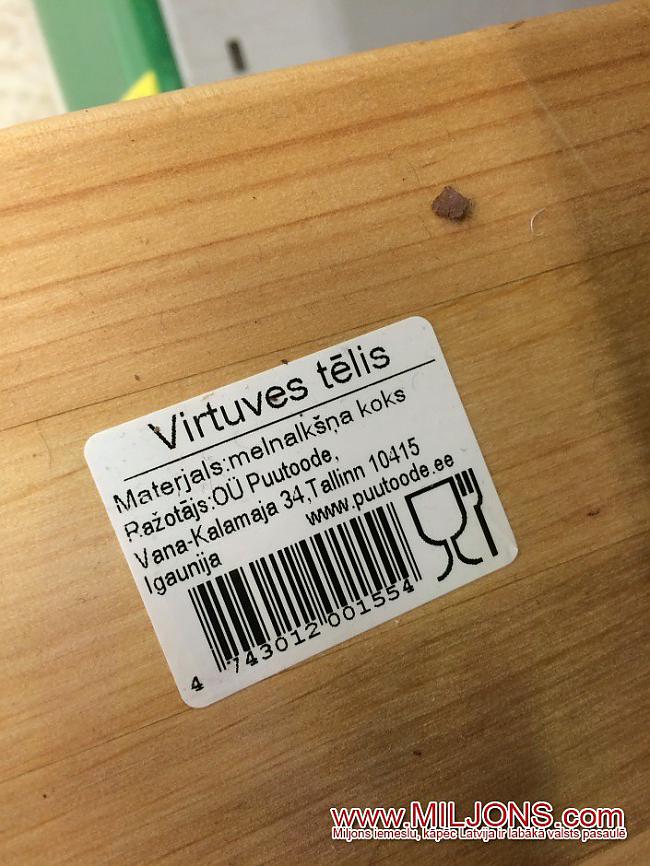 Virtuves tēlis
Materjals:melnalkšņa koks
Ražotājs:OÜ Puutoode,
Vana-Kalamaja 34,Tallinn 10415
Igaunija
www.puutoode.ee
4 743012 001554
www.MILJONS.com
Miljons iemeslu, kāpēc Latvija ir labākā valsts pasaulē